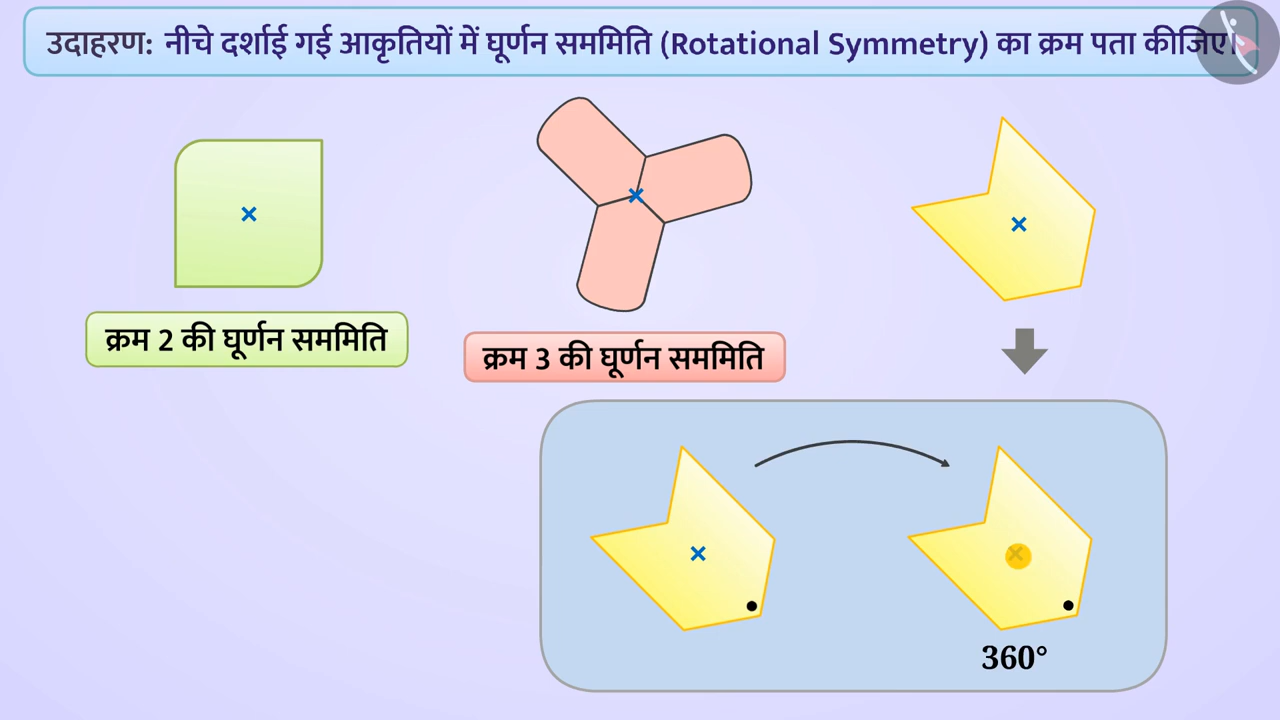 उदाहरण: नीचे दर्शाई गई आकृतियों में घूर्णन सममिति (Rotational Symmetry) का क्रम पता कीजिए।
क्रम 2 की घूर्णन सममिति
क्रम 3 की घूर्णन सममिति
360°